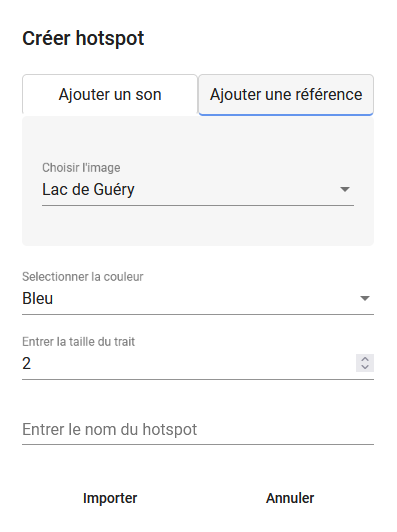 Créer hotspot
Ajouter un son
Ajouter une référence
Choisir l'image
Lac de Guéry
Selectionner la couleur
Bleu
Entrer la taille du trait
2
Entrer le nom du hotspot
Importer
Annuler